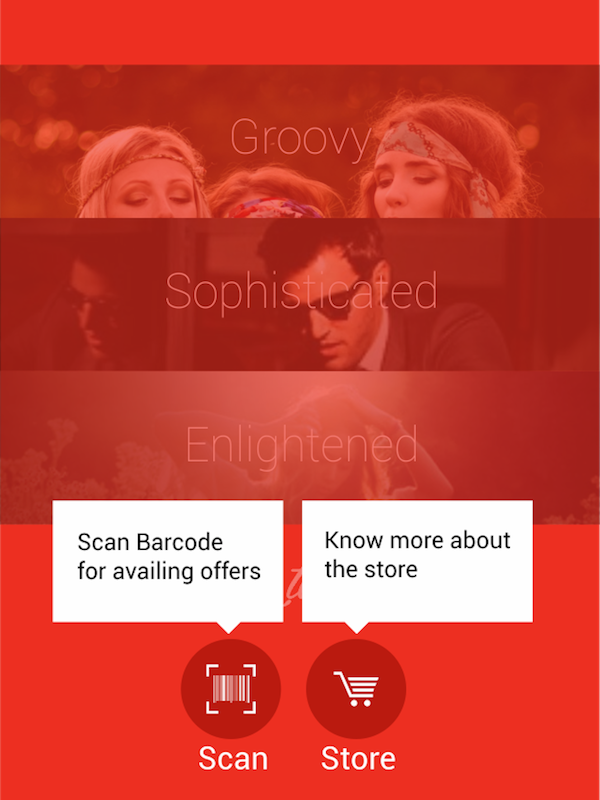 Groovy
Sophisticated
Enlightened
Scan Barcode
for availing offers
Know more about
the store
Scan
Store